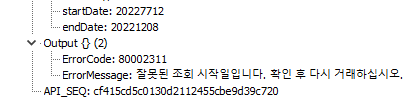 startDate: 20227712
endDate: 20221208
Output {} (2)
ErrorCode: 80002311
ErrorMessage: 잘못된 조회 시작일입니다. 확인 후 다시 거래하십시오.
API_SEQ: cf415cd5c0130d2112455cbe9d39c720